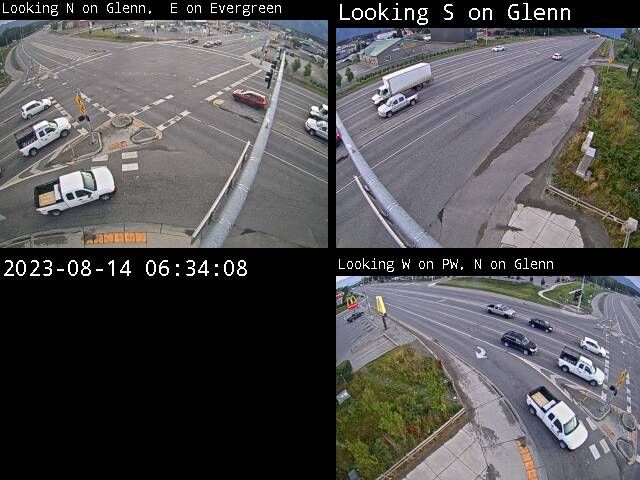 Looking N on Glenn,  E on Evergreen
Looking S on Glenn
2023-08-14 06:34:08
Looking W on PW, N on Glenn